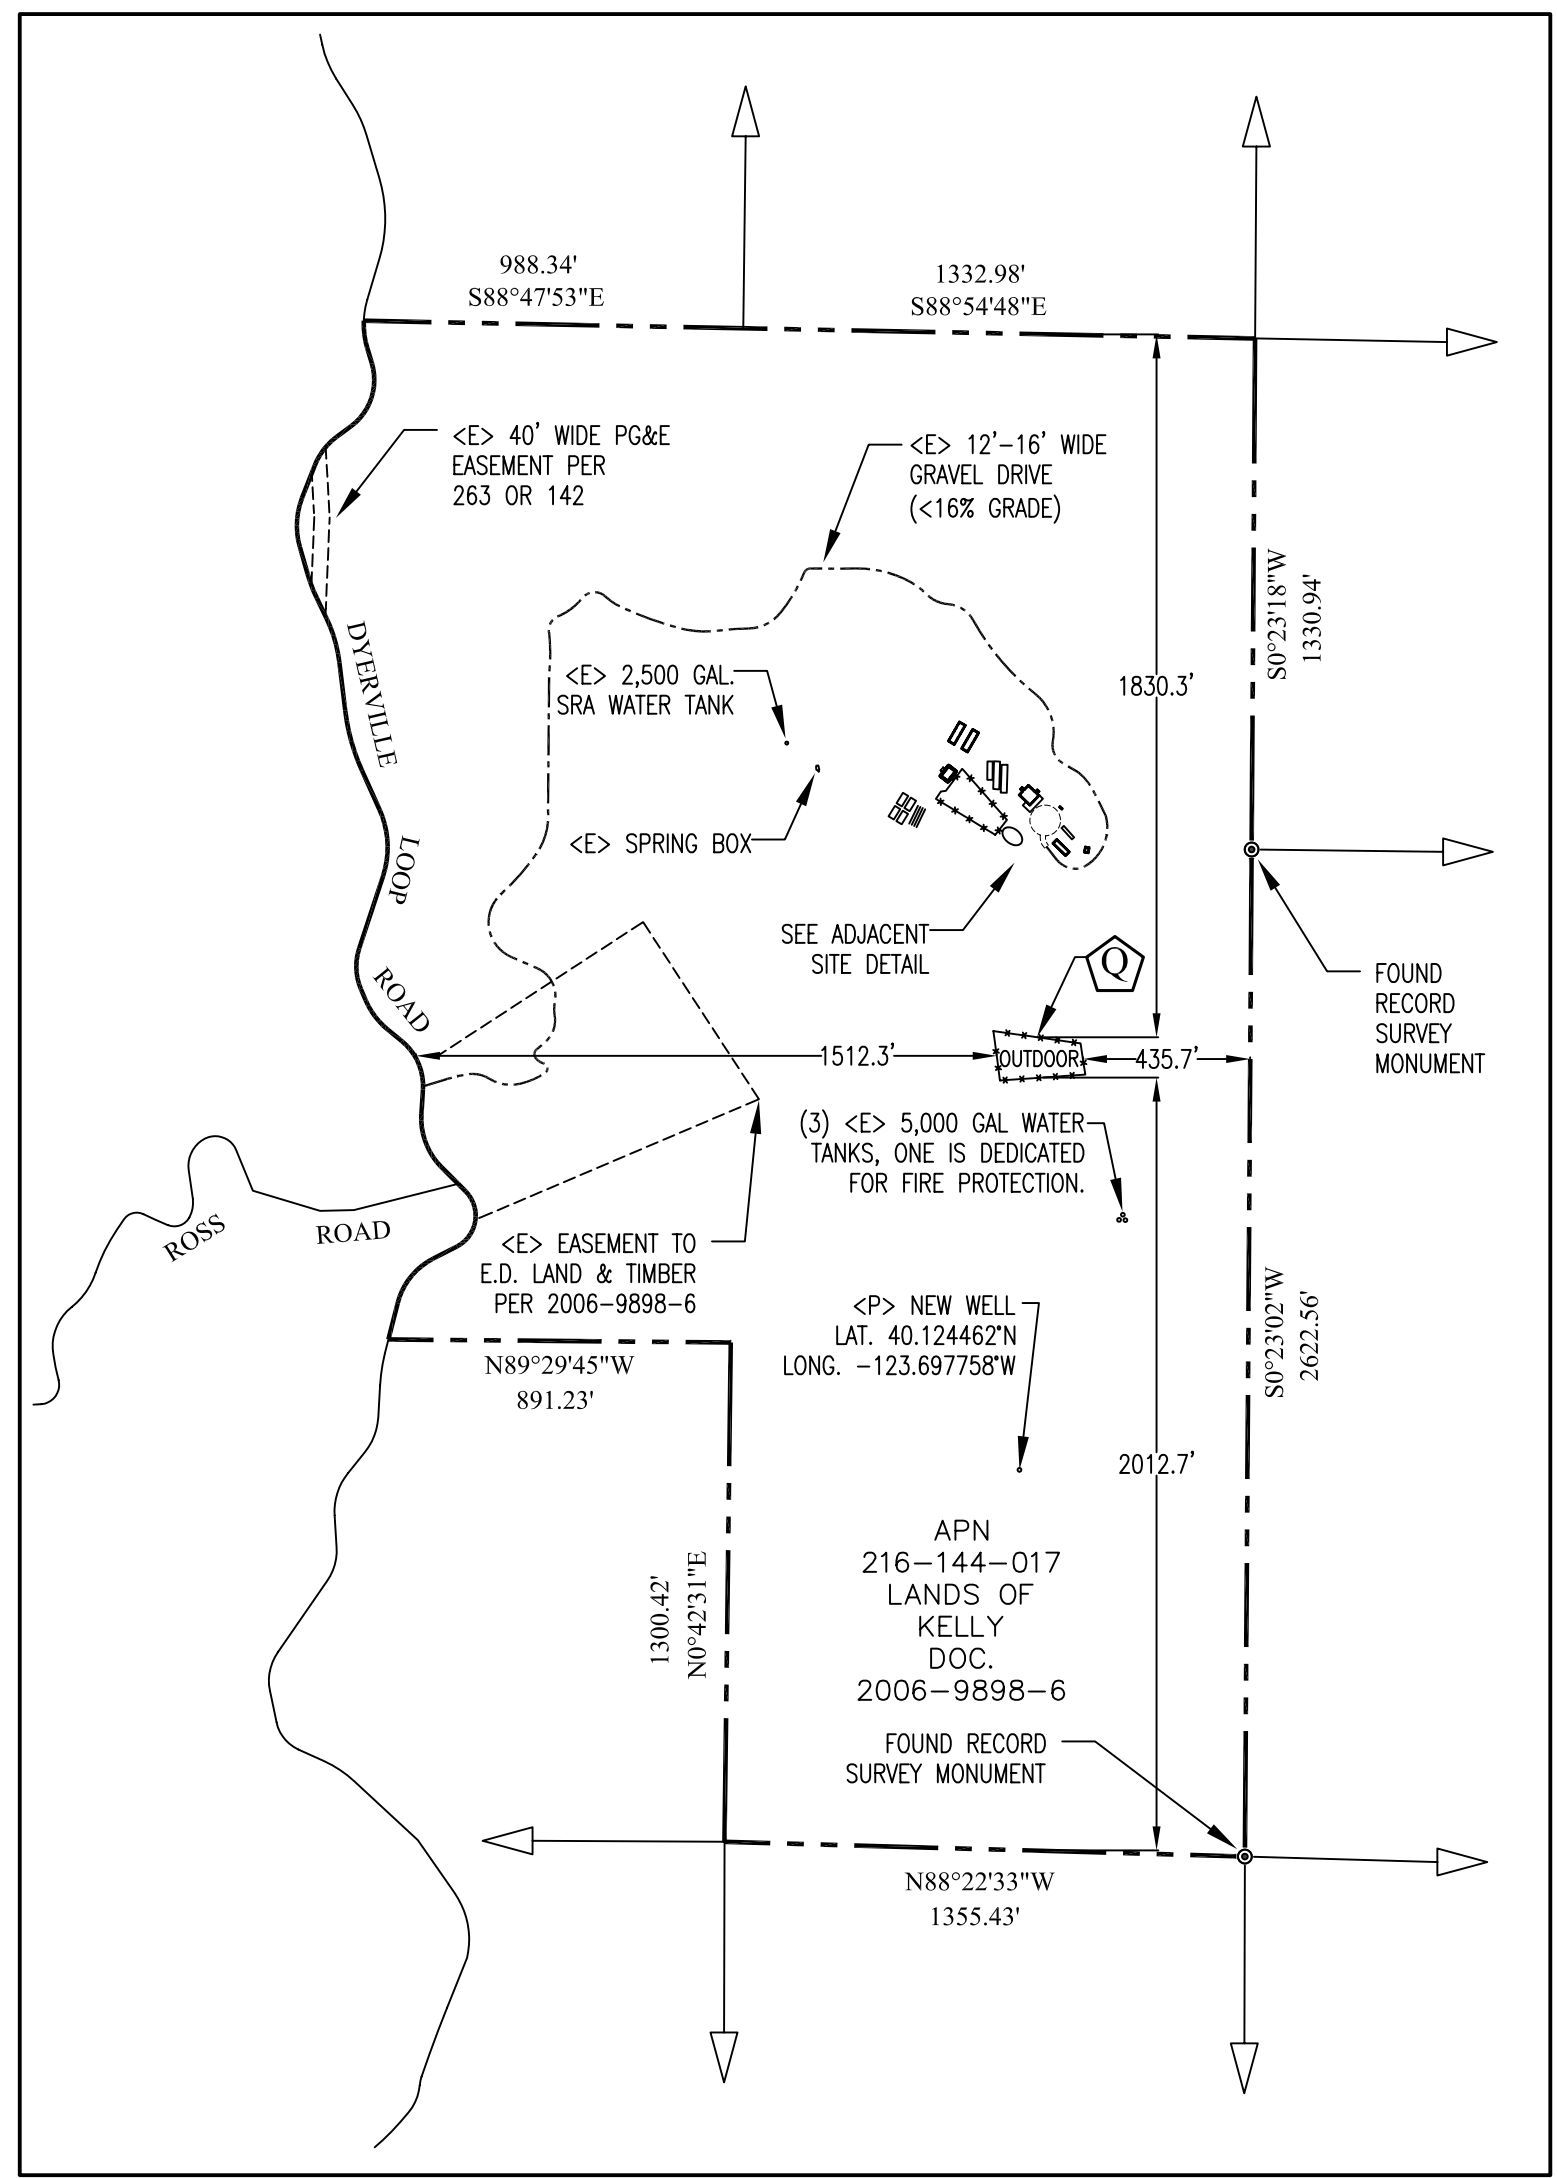 988.34'
S88°47'53"E
1332.98'
S88°54'48"E
<E> 40' WIDE PG&E
EASEMENT PER
263 OR 142
<E> 12'-16' WIDE
GRAVEL DRIVE
(<16% GRADE)
S0°23'18"W
1330.94'
DYERVILLE
LOOP
ROAD
<E> 2,500 GAL.
SRA WATER TANK
1830.3'
<E> SPRING BOX
SEE ADJACENT
SITE DETAIL
Q
FOUND
RECORD
SURVEY
MONUMENT
1512.3'
OUTDOOR
435.7'
(3) <E> 5,000 GAL WATER
TANKS, ONE IS DEDICATED
FOR FIRE PROTECTION.
ROSS
ROAD
<E> EASEMENT TO
E.D. LAND & TIMBER
PER 2006-9898-6
<P> NEW WELL
LAT. 40.124462°N
LONG. -123.697758°W
S0°23'02"W
2622.56'
N89°29'45"W
891.23'
2012.7'
1300.42'
N0°42'31"E
APN
216-144-017
LANDS OF
KELLY
DOC.
2006-9898-6
FOUND RECORD
SURVEY MONUMENT
N88°22'33"W
1355.43'